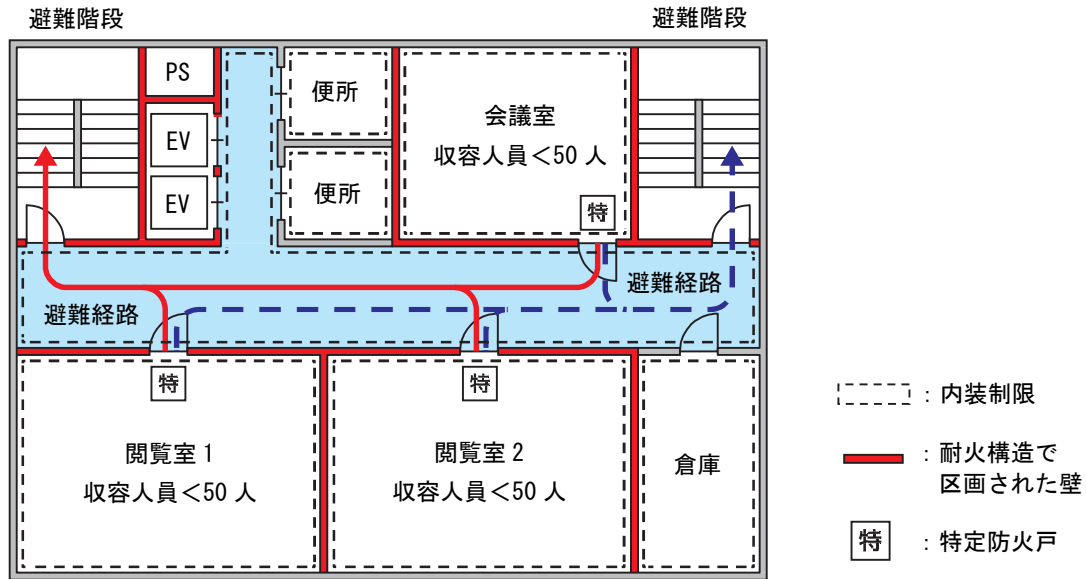 避難階段
避難階段
PS
EV
EV
便所
便所
会議室
収容人員<50 人
特
避難経路
避難経路
特
特
閲覧室 1
収容人員<50 人
閲覧室 2
収容人員<50 人
倉庫
：内装制限
：耐火構造で
区画された壁
特 ：特定防火戸